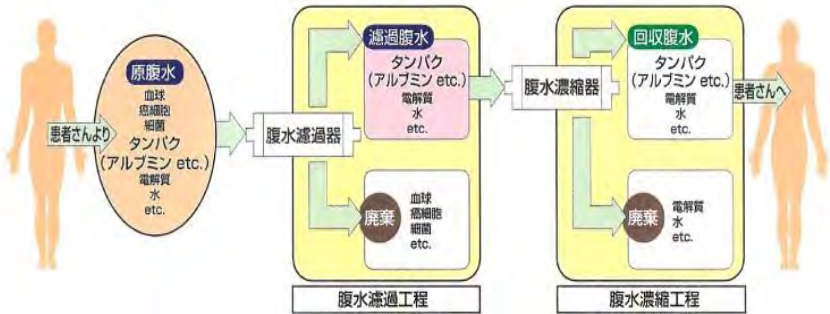 患者さんより
原腹水
血球
癌細胞
細菌
タンパク
(アルブミン etc.)
電解質
水
etc.
腹水濾過器
濾過腹水
タンパク
(アルブミン etc.)
電解質
水
etc.
廃棄
血球
癌細胞
細菌
etc.
腹水濾過工程
腹水濃縮器
回収腹水
タンパク
(アルブミン etc.)
電解質
水
etc.
廃棄
電解質
水
etc.
腹水濃縮工程
患者さんへ